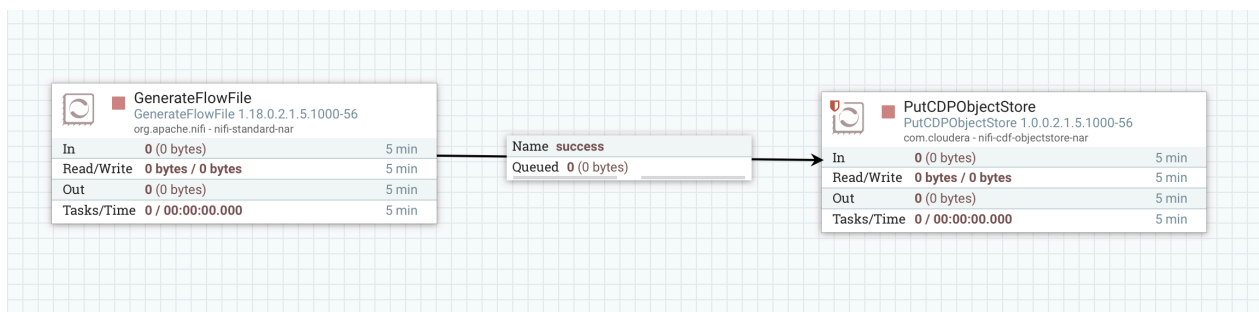 GenerateFlowFile
GenerateFlowFile 1.18.0.2.1.5.1000-56
org.apache.nifi - nifi-standard-nar
In 0 (0 bytes) 5 min
Read/Write 0 bytes / 0 bytes 5 min
Out 0 (0 bytes) 5 min
Tasks/Time 0 / 00:00:00.000 5 min
Name success
Queued 0 (0 bytes)
PutCDPObjectStore
PutCDPObjectStore 1.0.0.2.1.5.1000-56
com.cloudera - nifi-cdf-objectstore-nar
In 0 (0 bytes) 5 min
Read/Write 0 bytes / 0 bytes 5 min
Out 0 (0 bytes) 5 min
Tasks/Time 0 / 00:00:00.000 5 min